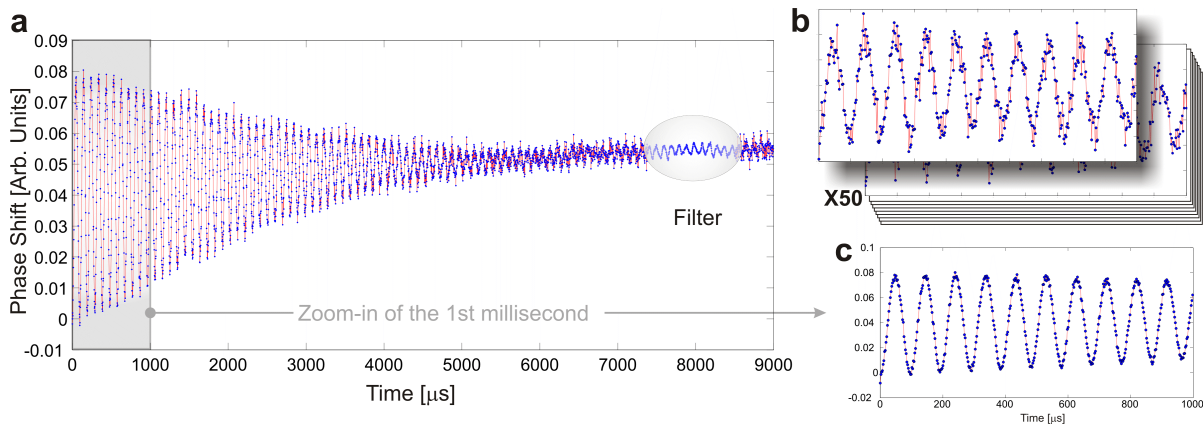 a
0.09
0.08
0.07
0.06
0.05
0.04
0.03
0.02
0.01
0
-0.01
Phase Shift [Arb. Units]
Filter
Zoom-in of the 1st millisecond
0 1000 2000 3000 4000 5000 6000 7000 8000 9000
Time [μs]
b
X50
c
0.1
0.08
0.06
0.04
0.02
0
-0.02
0 200 400 600 800 1000
Time [μs]